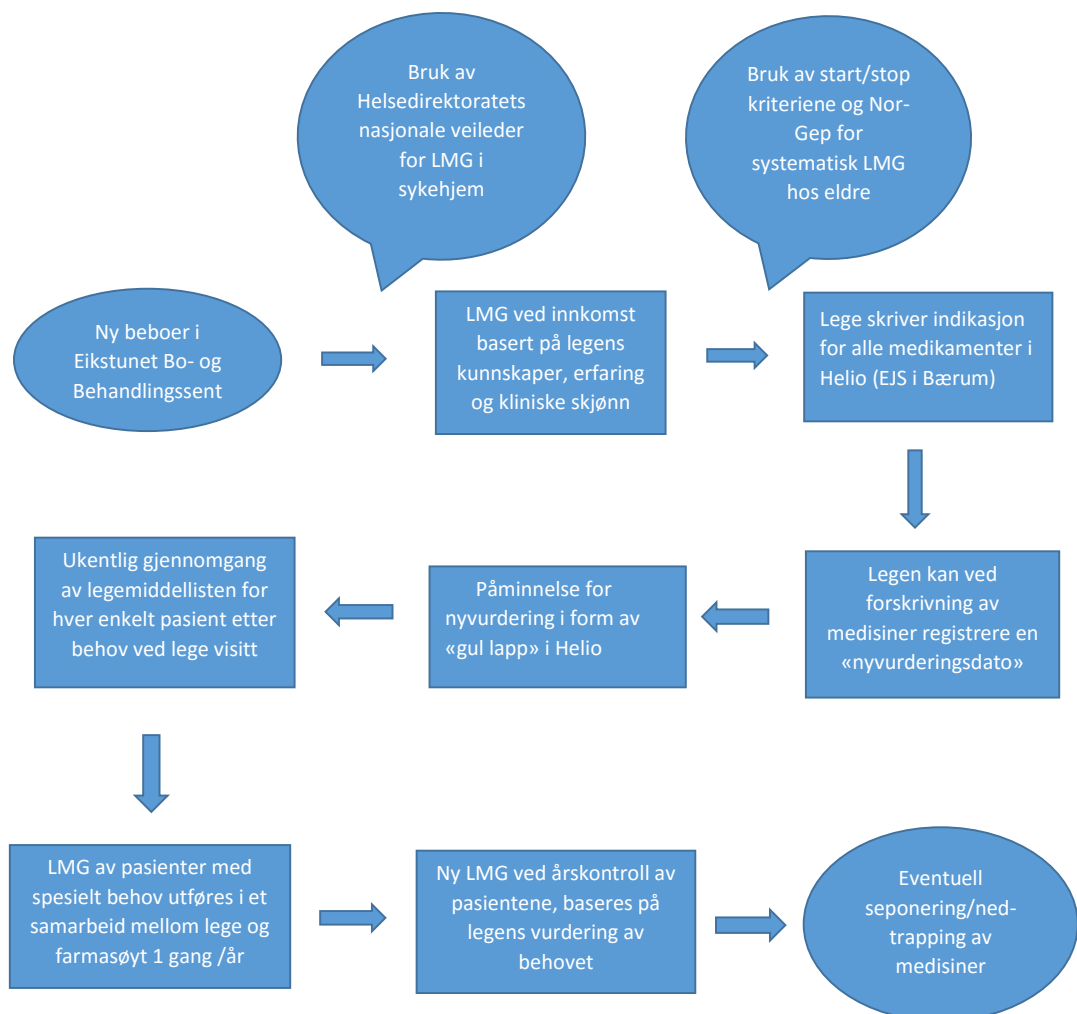 Bruk av
Helsedirektoratets
nasjonale veileder
for LMG i
sykehjem
Bruk av start/stop
kriteriene og Nor-
Gep for
systematisk LMG
hos eldre
Ny beboer i
Eikstunet Bo- og
Behandlingssent
LMG ved innkomst
basert på legens
kunnskaper, erfaring
og kliniske skjønn
Lege skriver indikasjon
for alle medikamenter i
Helio (EJS i Bærum)
Legen kan ved
forskrivning av
medisiner registrere en
«nyvurderingsdato»
Påminnelse for
nyvurdering i form av
«gul lapp» i Helio
Ukentlig gjennomgang
av legemiddellisten for
hver enkelt pasient etter
behov ved lege visitt
LMG av pasienter med
spesielt behov utføres i et
samarbeid mellom lege og
farmasøyt 1 gang /år
Ny LMG ved årskontroll av
pasientene, baseres på
legens vurdering av
behovet
Eventuell
seponering/ned-
trapping av
medisiner